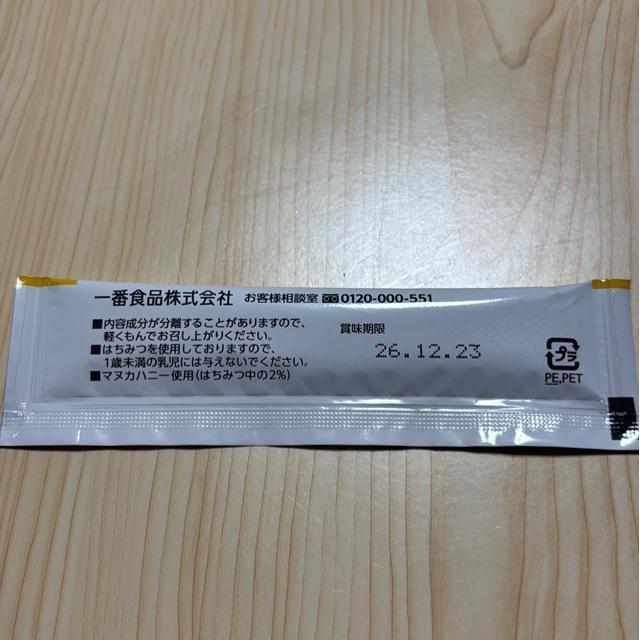 一番食品株式会社 お客様相談室 0120-000-551
■内容成分が分離することがありますので、
軽くもんでお召し上がりください。
■はちみつを使用しておりますので、
1歳未満の乳児には与えないでください。
■マヌカハニー使用(はちみつ中の2%)
賞味期限
26.12.23
プラ
PE,PET